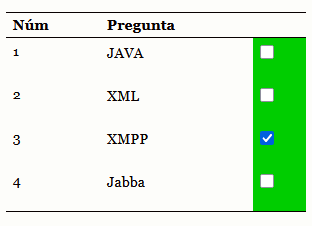 Núm Pregunta
1 JAVA
2 XML
3 XMPP
4 Jabba